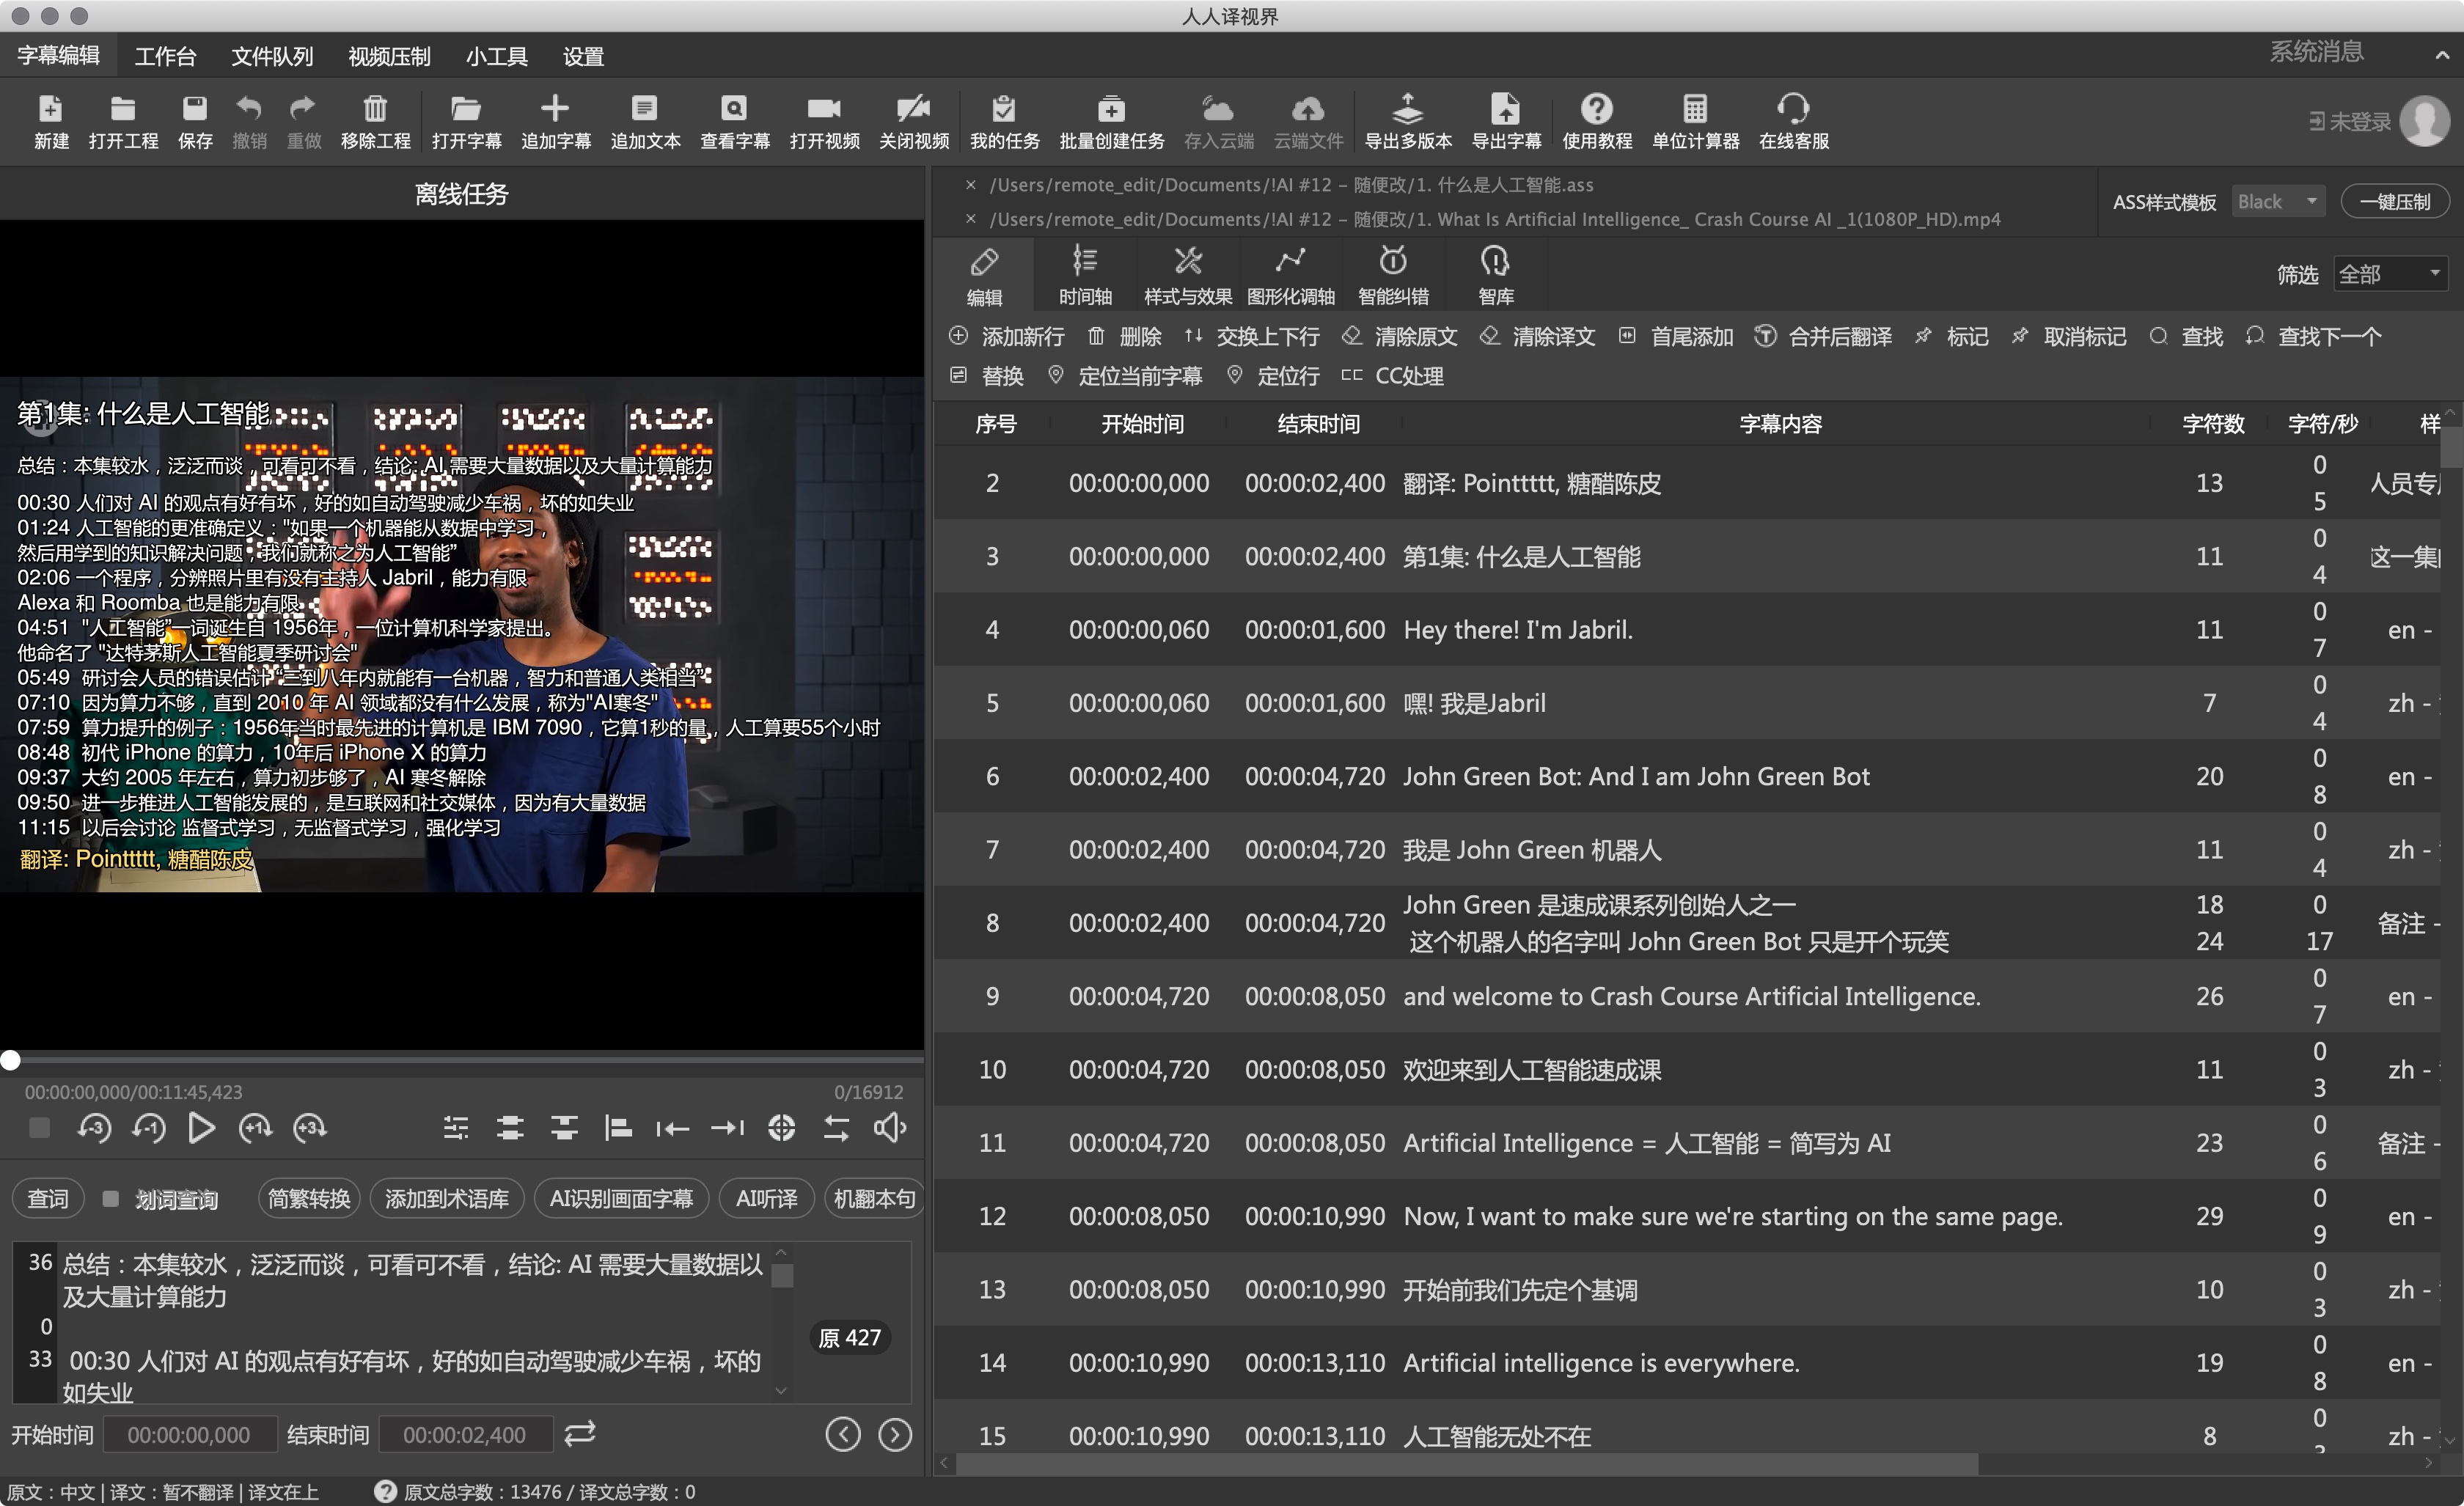 人人译视界
字幕编辑 工作台 文件队列 视频压制 小工具 设置 系统消息
新建 打开工程 保存 撤销 重做 移除工程 打开字幕 追加字幕 追加文本 查看字幕 打开视频 关闭视频 我的任务 批量创建任务 存入云端 云端文件 导出多版本 导出字幕 使用教程 单位计算器 在线客服 未登录
离线任务
第1集: 什么是人工智能
总结：本集较水，泛泛而谈，可看可不看，结论: AI 需要大量数据以及大量计算能力
00:30 人们对 AI 的观点有好有坏，好的如自动驾驶减少车祸，坏的如失业
01:24 人工智能的更准确定义："如果一个机器能从数据中学习，
然后用学到的知识解决问题，我们就称之为人工智能”
02:06 一个程序，分辨照片里有没有主持人 Jabril，能力有限
Alexa 和 Roomba 也是能力有限
04:51 "人工智能”一词诞生自 1956年，一位计算机科学家提出。
他命名了 "达特茅斯人工智能夏季研讨会"
05:49 研讨会人员的错误估计 “三到八年内就能有一台机器，智力和普通人类相当”
07:10 因为算力不够，直到 2010 年 AI 领域都没有什么发展，称为"AI寒冬"
07:59 算力提升的例子：1956年当时最先进的计算机是 IBM 7090，它算1秒的量，人工算要55个小时
08:48 初代 iPhone 的算力，10年后 iPhone X 的算力
09:37 大约 2005 年左右，算力初步够了，AI 寒冬解除
09:50 进一步推进人工智能发展的，是互联网和社交媒体，因为有大量数据
11:15 以后会讨论 监督式学习，无监督式学习，强化学习
翻译: Pointtttt, 糖醋陈皮
00:00:00,000/00:11:45,423 0/16912
-3 -1 +1 +3
查词 划词查询 简繁转换 添加到术语库 AI识别画面字幕 AI听译 机翻本句
36 总结：本集较水，泛泛而谈，可看可不看，结论: AI 需要大量数据以
及大量计算能力
0
33 00:30 人们对 AI 的观点有好有坏，好的如自动驾驶减少车祸，坏的
如失业
原 427
开始时间 00:00:00,000 结束时间 00:00:02,400
原文：中文 | 译文：暂不翻译 | 译文在上 原文总字数：13476 / 译文总字数：0
× /Users/remote_edit/Documents/!AI #12 – 随便改/1. 什么是人工智能.ass
× /Users/remote_edit/Documents/!AI #12 – 随便改/1. What Is Artificial Intelligence_ Crash Course AI _1(1080P_HD).mp4
ASS样式模板 Black 一键压制
编辑 时间轴 样式与效果 图形化调轴 智能纠错 智库 筛选 全部
添加新行 删除 交换上下行 清除原文 清除译文 首尾添加 合并后翻译 标记 取消标记 查找 查找下一个
替换 定位当前字幕 定位行 CC处理
序号 开始时间 结束时间 字幕内容 字符数 字符/秒 样
2 00:00:00,000 00:00:02,400 翻译: Pointtttt, 糖醋陈皮 13 0 5 人员专
3 00:00:00,000 00:00:02,400 第1集: 什么是人工智能 11 0 4 这一集
4 00:00:00,060 00:00:01,600 Hey there! I'm Jabril. 11 0 7 en -
5 00:00:00,060 00:00:01,600 嘿! 我是Jabril 7 0 4 zh -
6 00:00:02,400 00:00:04,720 John Green Bot: And I am John Green Bot 20 0 8 en -
7 00:00:02,400 00:00:04,720 我是 John Green 机器人 11 0 4 zh -
8 00:00:02,400 00:00:04,720 John Green 是速成课系列创始人之一 18 0 备注 -
这个机器人的名字叫 John Green Bot 只是开个玩笑 24 17
9 00:00:04,720 00:00:08,050 and welcome to Crash Course Artificial Intelligence. 26 0 7 en -
10 00:00:04,720 00:00:08,050 欢迎来到人工智能速成课 11 0 3 zh -
11 00:00:04,720 00:00:08,050 Artificial Intelligence = 人工智能 = 简写为 AI 23 0 6 备注 -
12 00:00:08,050 00:00:10,990 Now, I want to make sure we're starting on the same page. 29 0 9 en -
13 00:00:08,050 00:00:10,990 开始前我们先定个基调 10 0 3 zh -
14 00:00:10,990 00:00:13,110 Artificial intelligence is everywhere. 19 0 8 en -
15 00:00:10,990 00:00:13,110 人工智能无处不在 8 0 zh -